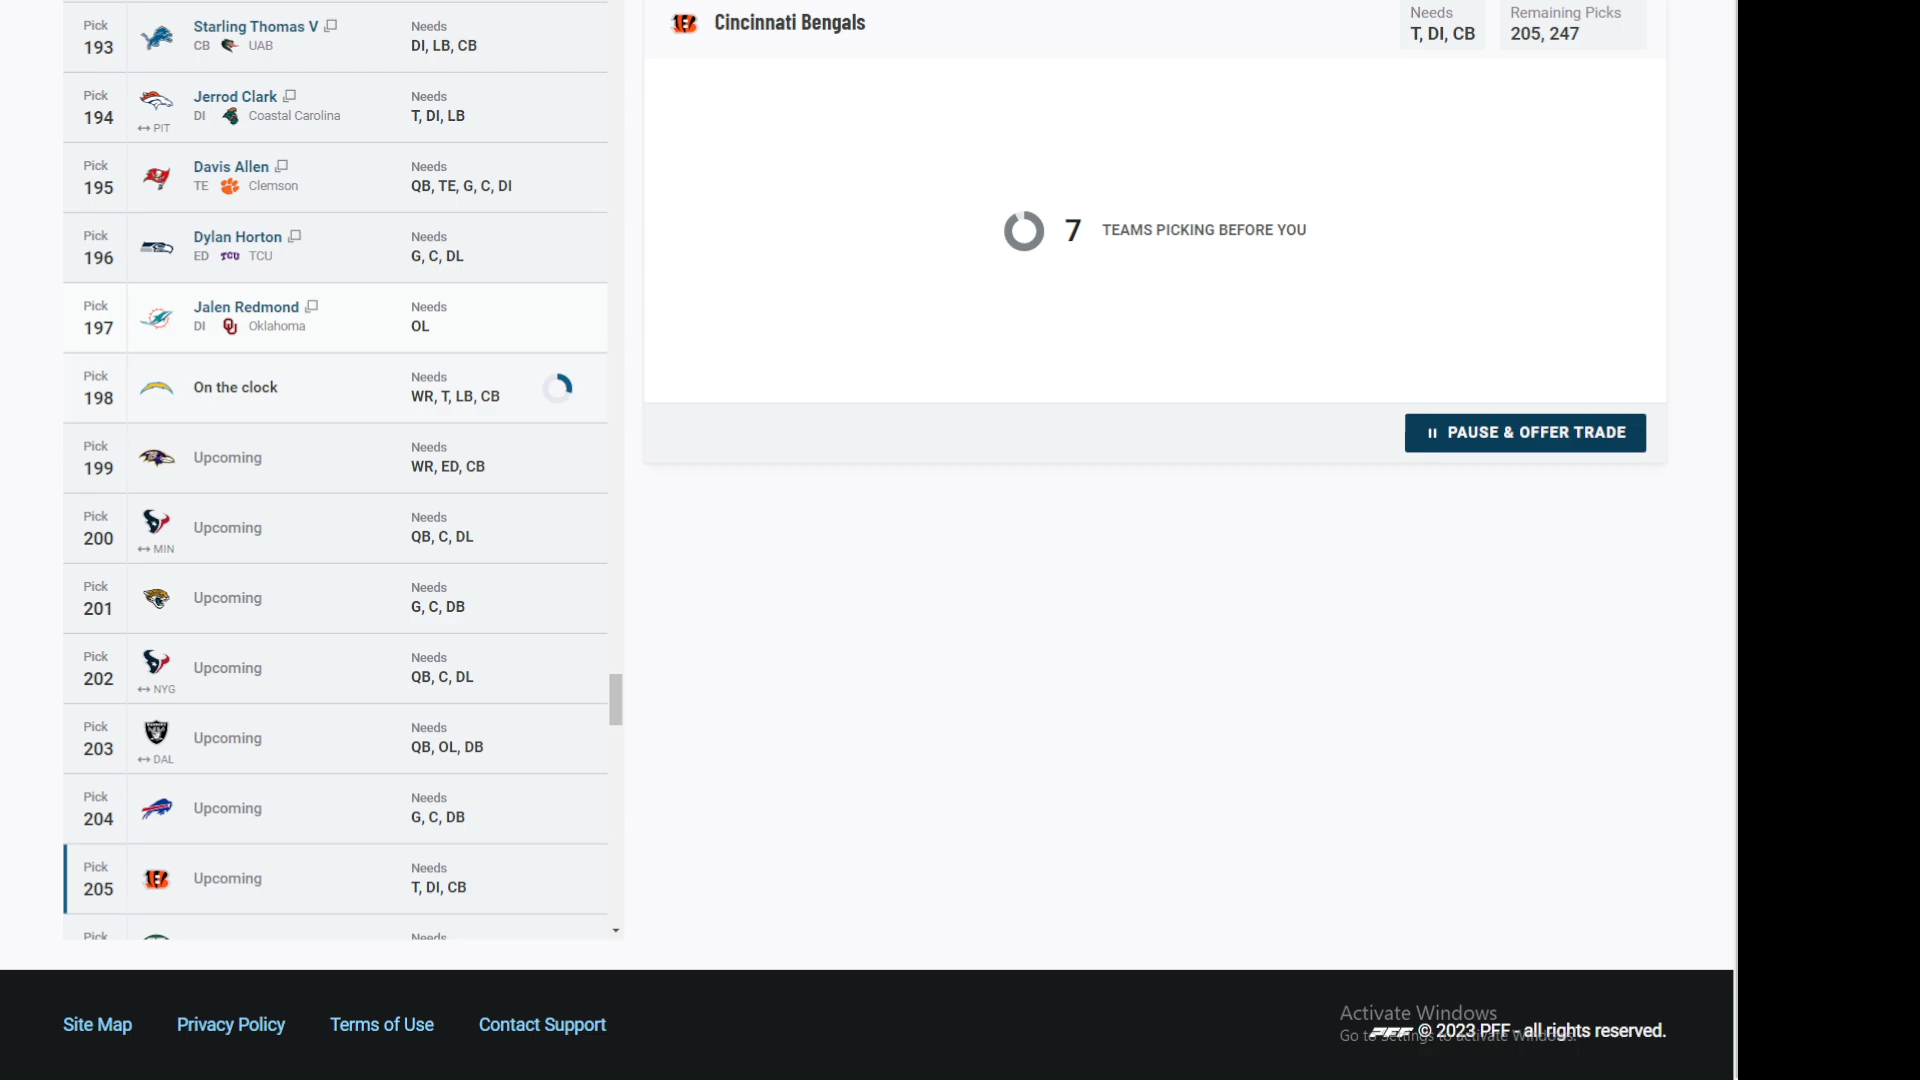 Pick
193
Starling Thomas V
CB UAB
Needs
DI, LB, CB
Pick
194
PIT
Jerrod Clark
DI Coastal Carolina
Needs
T, DI, LB
Pick
195
Davis Allen
TE Clemson
Needs
QB, TE, G, C, DI
Pick
196
Dylan Horton
ED TCU TCU
Needs
G, C, DL
Pick
197
Jalen Redmond
DI OU Oklahoma
Needs
OL
Pick
198
On the clock
Needs
WR, T, LB, CB
Pick
199
Upcoming
Needs
WR, ED, CB
Pick
200
MIN
Upcoming
Needs
QB, C, DL
Pick
201
Upcoming
Needs
G, C, DB
Pick
202
NYG
Upcoming
Needs
QB, C, DL
Pick
203
DAL
Upcoming
Needs
QB, OL, DB
Pick
204
Upcoming
Needs
G, C, DB
Pick
205
Upcoming
Needs
T, DI, CB
Pick
Needs
Cincinnati Bengals
Needs
T, DI, CB
Remaining Picks
205, 247
7 TEAMS PICKING BEFORE YOU
PAUSE & OFFER TRADE
Site Map
Privacy Policy
Terms of Use
Contact Support
Activate Windows
Go to Settings to activate Windows.
PFF © 2023 PFF - all rights reserved.